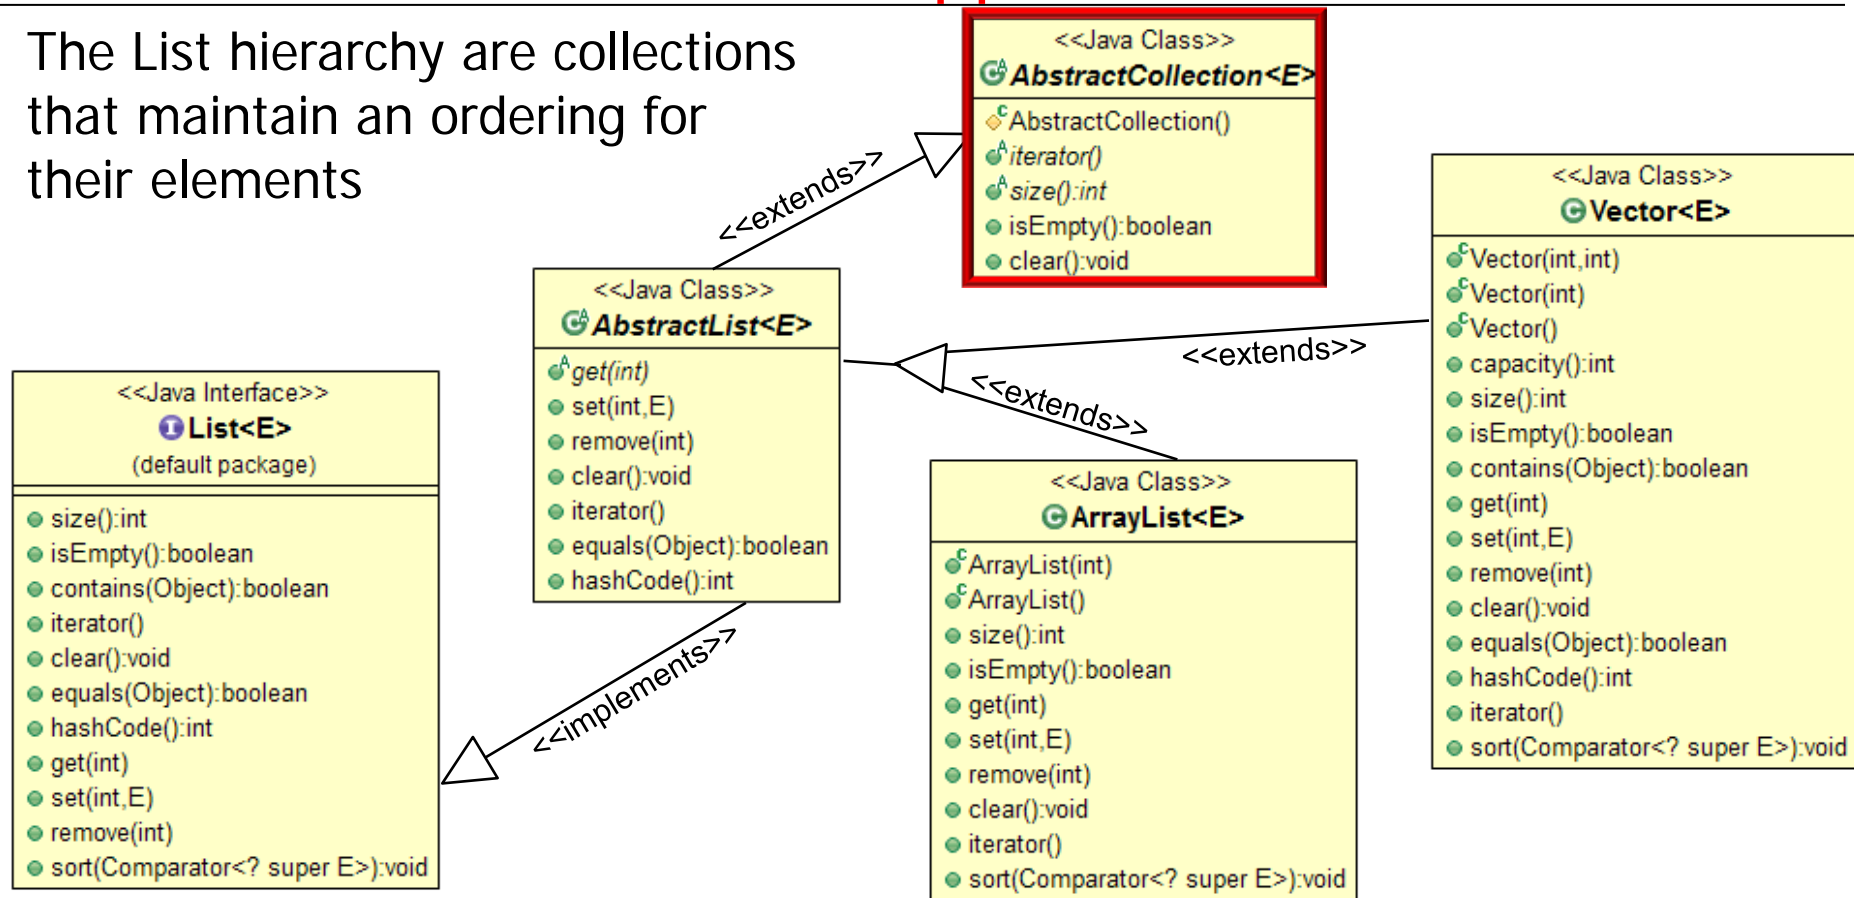 The List hierarchy are collections
that maintain an ordering for
their elements
<<Java Class>>
AbstractCollection<E>
AbstractCollection()
iterator()
size():int
isEmpty():boolean
clear():void
<<extends>>
<<Java Class>>
AbstractList<E>
get(int)
set(int,E)
remove(int)
clear():void
iterator()
equals(Object):boolean
hashCode():int
<<implements>>
<<Java Interface>>
List<E>
(default package)
size():int
isEmpty():boolean
contains(Object):boolean
iterator()
clear():void
equals(Object):boolean
hashCode():int
get(int)
set(int,E)
remove(int)
sort(Comparator<? super E>):void
<<extends>>
<<extends>>
<<Java Class>>
ArrayList<E>
ArrayList(int)
ArrayList()
size():int
isEmpty():boolean
get(int)
set(int,E)
remove(int)
clear():void
iterator()
sort(Comparator<? super E>):void
<<Java Class>>
Vector<E>
Vector(int,int)
Vector(int)
Vector()
capacity():int
size():int
isEmpty():boolean
contains(Object):boolean
get(int)
set(int,E)
remove(int)
clear():void
equals(Object):boolean
hashCode():int
iterator()
sort(Comparator<? super E>):void